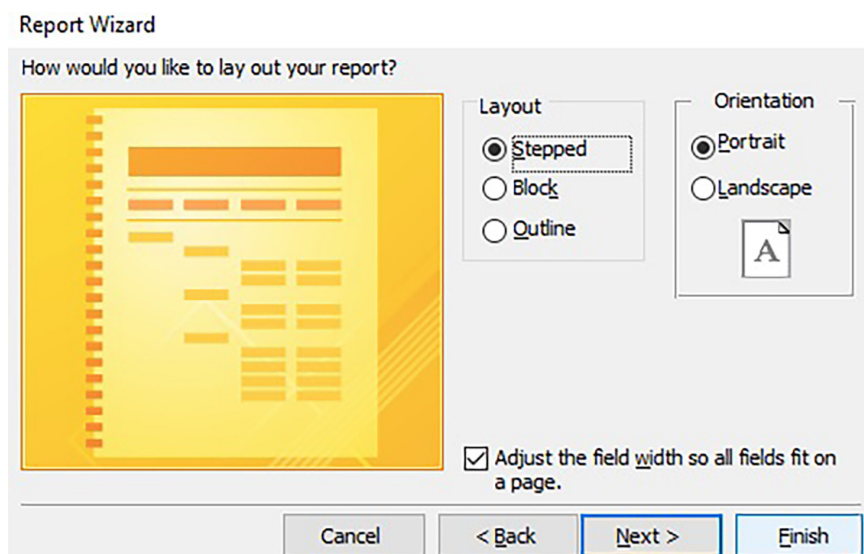 Report Wizard
How would you like to lay out your report?
Layout
Stepped
Block
Outline
Orientation
Portrait
Landscape
A
Adjust the field width so all fields fit on
a page.
Cancel
< Back
Next >
Finish